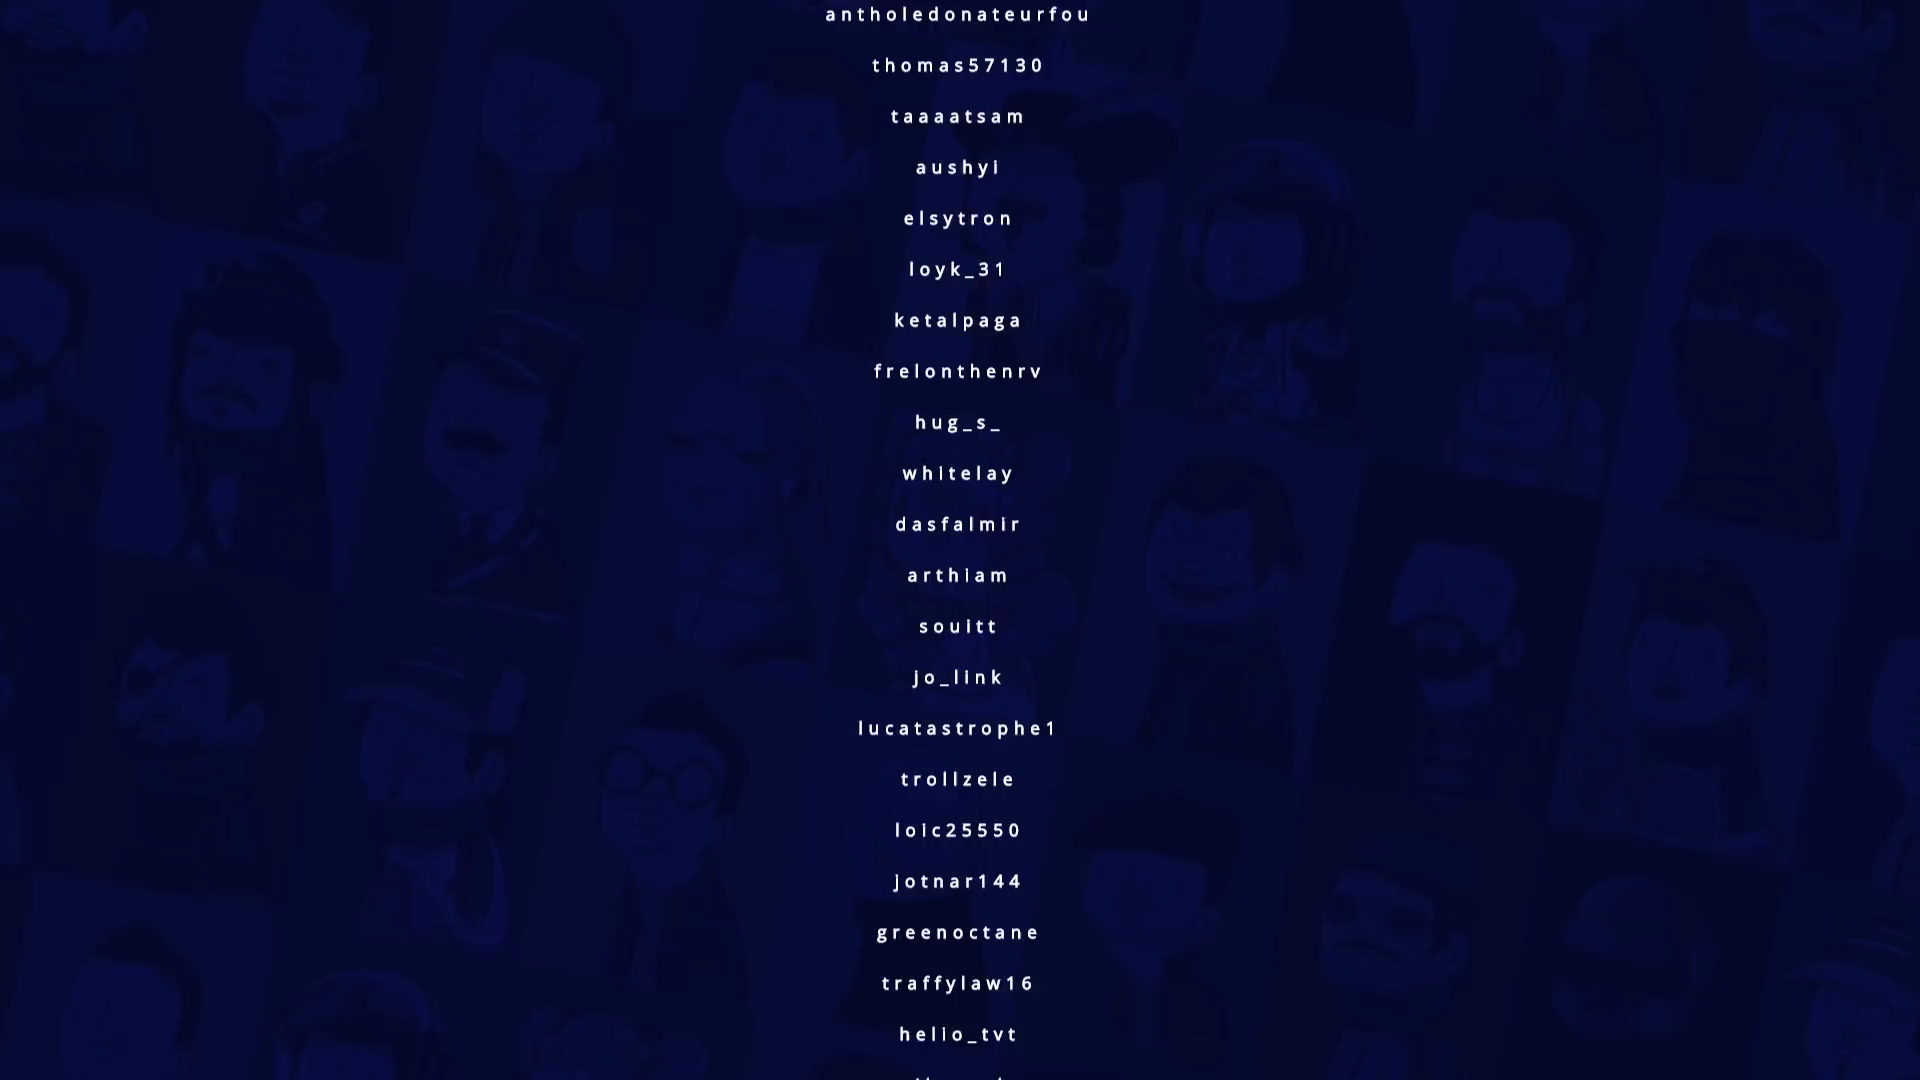 antholedonateurfou
thomas57130
taaaatsam
aushyi
elsytron
loyk_31
ketalpaga
frelonthenrv
hug_s_
whitelay
dasfalmir
arthiam
souitt
jo_link
lucatastrophe1
trollzele
loic25550
jotnar144
greenoctane
traffylaw16
helio_tvt